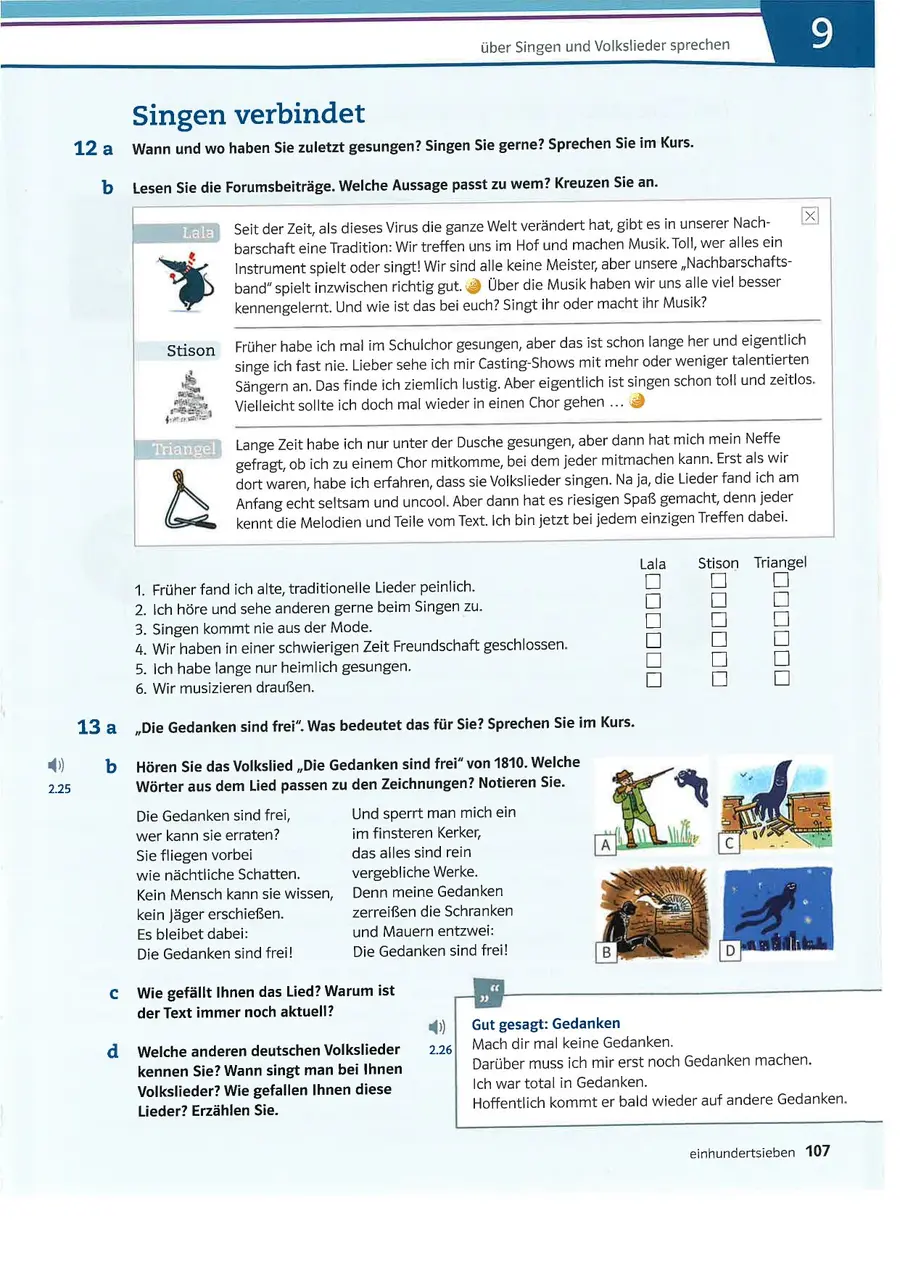 über Singen und Volkslieder sprechen
9
Singen verbindet
12 a Wann und wo haben Sie zuletzt gesungen? Singen Sie gerne? Sprechen Sie im Kurs.
b Lesen Sie die Forumsbeiträge. Welche Aussage passt zu wem? Kreuzen Sie an.
Lala
Seit der Zeit, als dieses Virus die ganze Welt verändert hat, gibt es in unserer Nach-
barschaft eine Tradition: Wir treffen uns im Hof und machen Musik. Toll, wer alles ein
Instrument spielt oder singt! Wir sind alle keine Meister, aber unsere „Nachbarschafts-
band“ spielt inzwischen richtig gut. Über die Musik haben wir uns alle viel besser
kennengelernt. Und wie ist das bei euch? Singt ihr oder macht ihr Musik?
Stison
Früher habe ich mal im Schulchor gesungen, aber das ist schon lange her und eigentlich
singe ich fast nie. Lieber sehe ich mir Casting-Shows mit mehr oder weniger talentierten
Sängern an. Das finde ich ziemlich lustig. Aber eigentlich ist singen schon toll und zeitlos.
Vielleicht sollte ich doch mal wieder in einen Chor gehen ...
Triangel
Lange Zeit habe ich nur unter der Dusche gesungen, aber dann hat mich mein Neffe
gefragt, ob ich zu einem Chor mitkomme, bei dem jeder mitmachen kann. Erst als wir
dort waren, habe ich erfahren, dass sie Volkslieder singen. Na ja, die Lieder fand ich am
Anfang echt seltsam und uncool. Aber dann hat es riesigen Spaß gemacht, denn jeder
kennt die Melodien und Teile vom Text. Ich bin jetzt bei jedem einzigen Treffen dabei.
Lala Stison Triangel
1. Früher fand ich alte, traditionelle Lieder peinlich.
2. Ich höre und sehe anderen gerne beim Singen zu.
3. Singen kommt nie aus der Mode.
4. Wir haben in einer schwierigen Zeit Freundschaft geschlossen.
5. Ich habe lange nur heimlich gesungen.
6. Wir musizieren draußen.
13 a „Die Gedanken sind frei“. Was bedeutet das für Sie? Sprechen Sie im Kurs.
2.25
b Hören Sie das Volkslied „Die Gedanken sind frei“ von 1810. Welche
Wörter aus dem Lied passen zu den Zeichnungen? Notieren Sie.
Die Gedanken sind frei,
wer kann sie erraten?
Sie fliegen vorbei
wie nächtliche Schatten.
Kein Mensch kann sie wissen,
kein Jäger erschießen.
Es bleibet dabei:
Die Gedanken sind frei!
Und sperrt man mich ein
im finsteren Kerker,
das alles sind rein
vergebliche Werke.
Denn meine Gedanken
zerreißen die Schranken
und Mauern entzwei:
Die Gedanken sind frei!
A
C
B
D
c Wie gefällt Ihnen das Lied? Warum ist
der Text immer noch aktuell?
d Welche anderen deutschen Volkslieder
kennen Sie? Wann singt man bei Ihnen
Volkslieder? Wie gefallen Ihnen diese
Lieder? Erzählen Sie.
2.26
Gut gesagt: Gedanken
Mach dir mal keine Gedanken.
Darüber muss ich mir erst noch Gedanken machen.
Ich war total in Gedanken.
Hoffentlich kommt er bald wieder auf andere Gedanken.
einhundertsieben 107